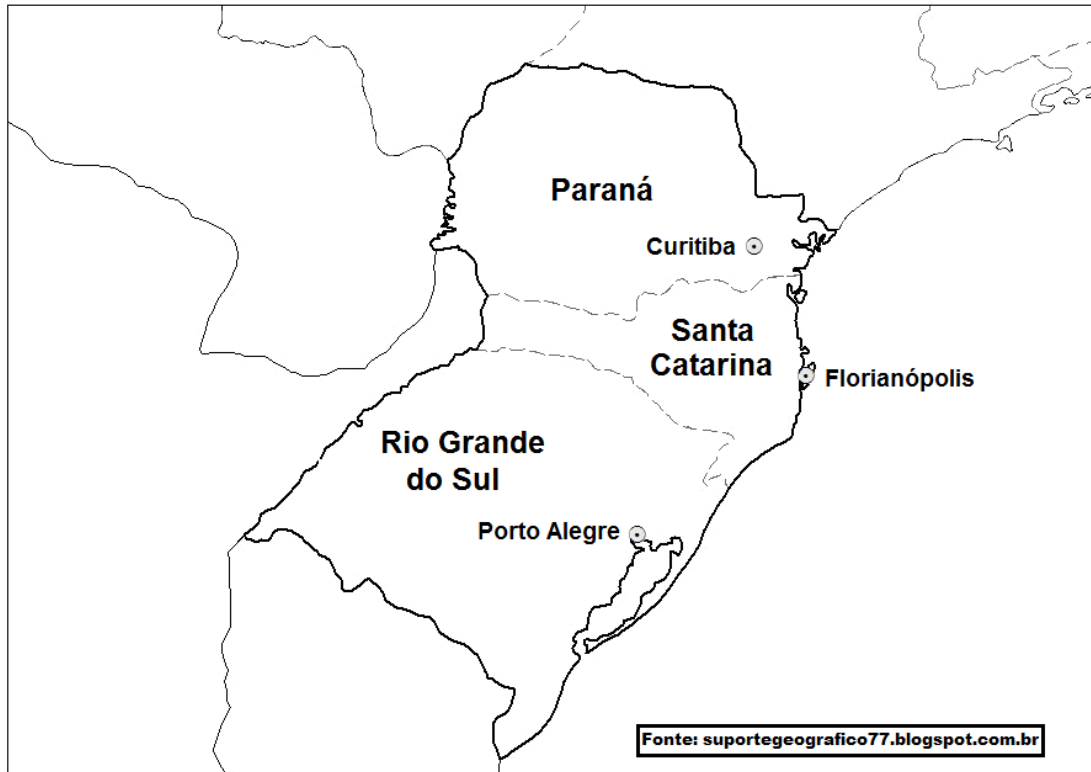 Paraná
Curitiba
Santa
Catarina
Florianópolis
Rio Grande
do Sul
Porto Alegre
Fonte: suportegeografico77.blogspot.com.br